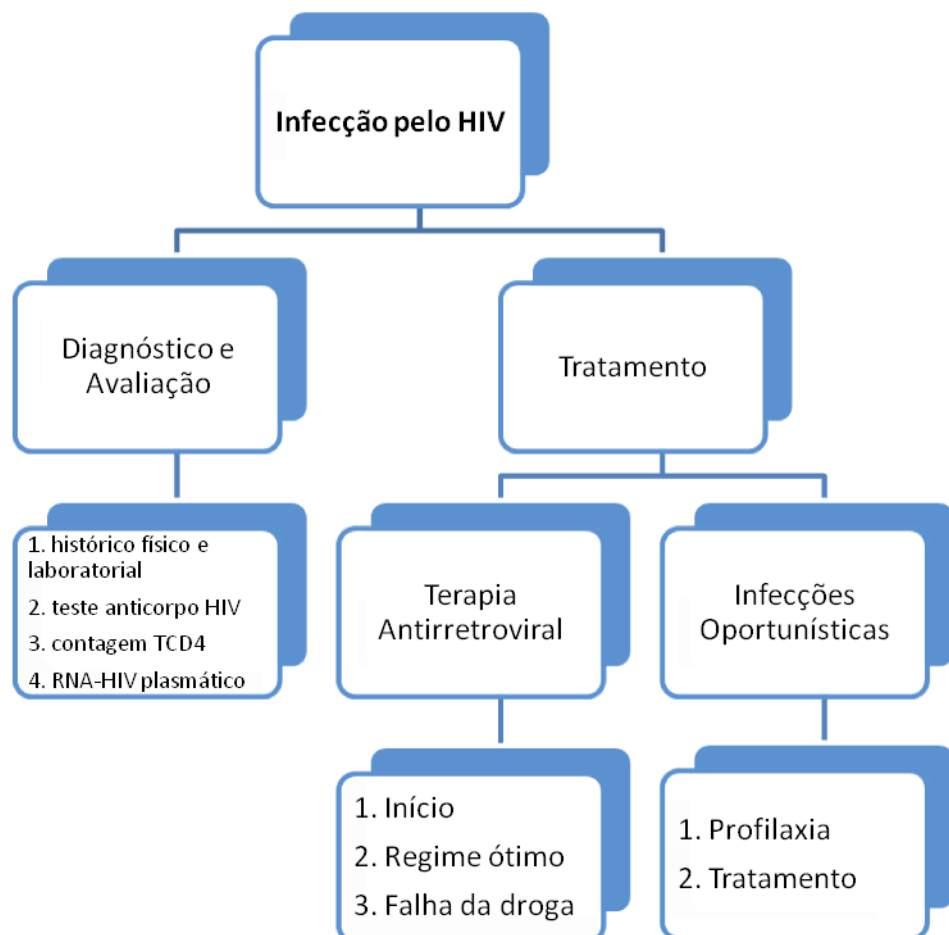 Infecção pelo HIV
Diagnóstico e
Avaliação
Tratamento
1. histórico físico e
laboratorial
2. teste anticorpo HIV
3. contagem TCD4
4. RNA-HIV plasmático
Terapia
Antirretroviral
Infecções
Oportunísticas
1. Início
2. Regime ótimo
3. Falha da droga
1. Profilaxia
2. Tratamento